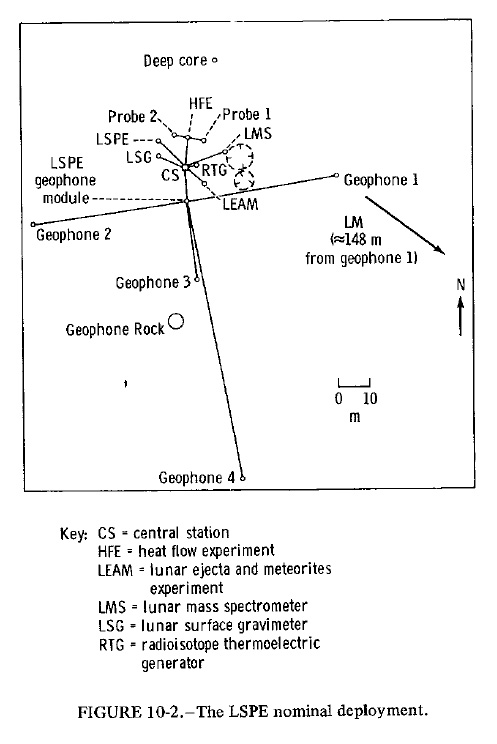 Deep core
HFE
Probe 2
Probe 1
LSPE
LMS
LSG
RTG
CS
LSPE
geophone
module
LEAM
Geophone 1
Geophone 2
LM
(≈148 m
from geophone 1)
Geophone 3
N
Geophone Rock
0 10
m
Geophone 4
Key: CS = central station
HFE = heat flow experiment
LEAM = lunar ejecta and meteorites
experiment
LMS = lunar mass spectrometer
LSG = lunar surface gravimeter
RTG = radioisotope thermoelectric
generator
FIGURE 10-2.—The LSPE nominal deployment.